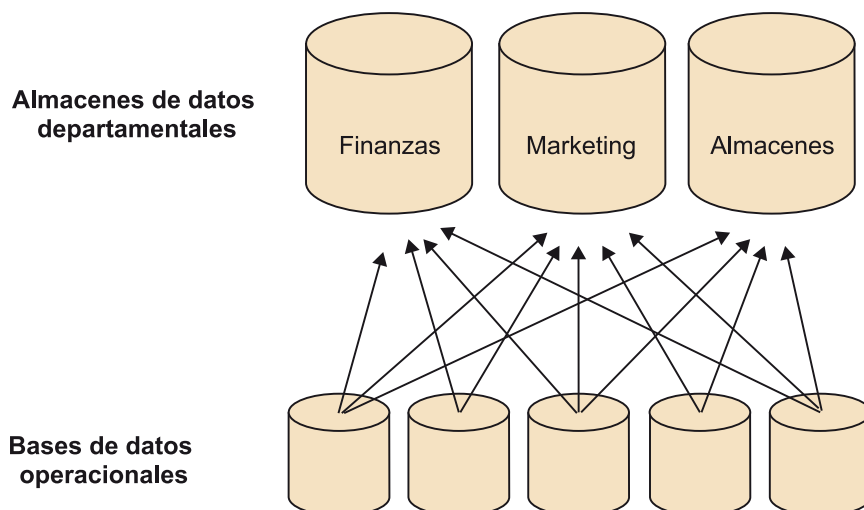 Almacenes de datos
departamentales
Finanzas
Marketing
Almacenes
Bases de datos
operacionales